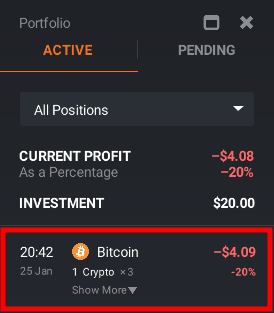 Portfolio
ACTIVE PENDING
All Positions
CURRENT PROFIT –$4.08
As a Percentage –20%
INVESTMENT $20.00
20:42 Bitcoin –$4.09
25 Jan 1 Crypto ×3 -20%
Show More▼